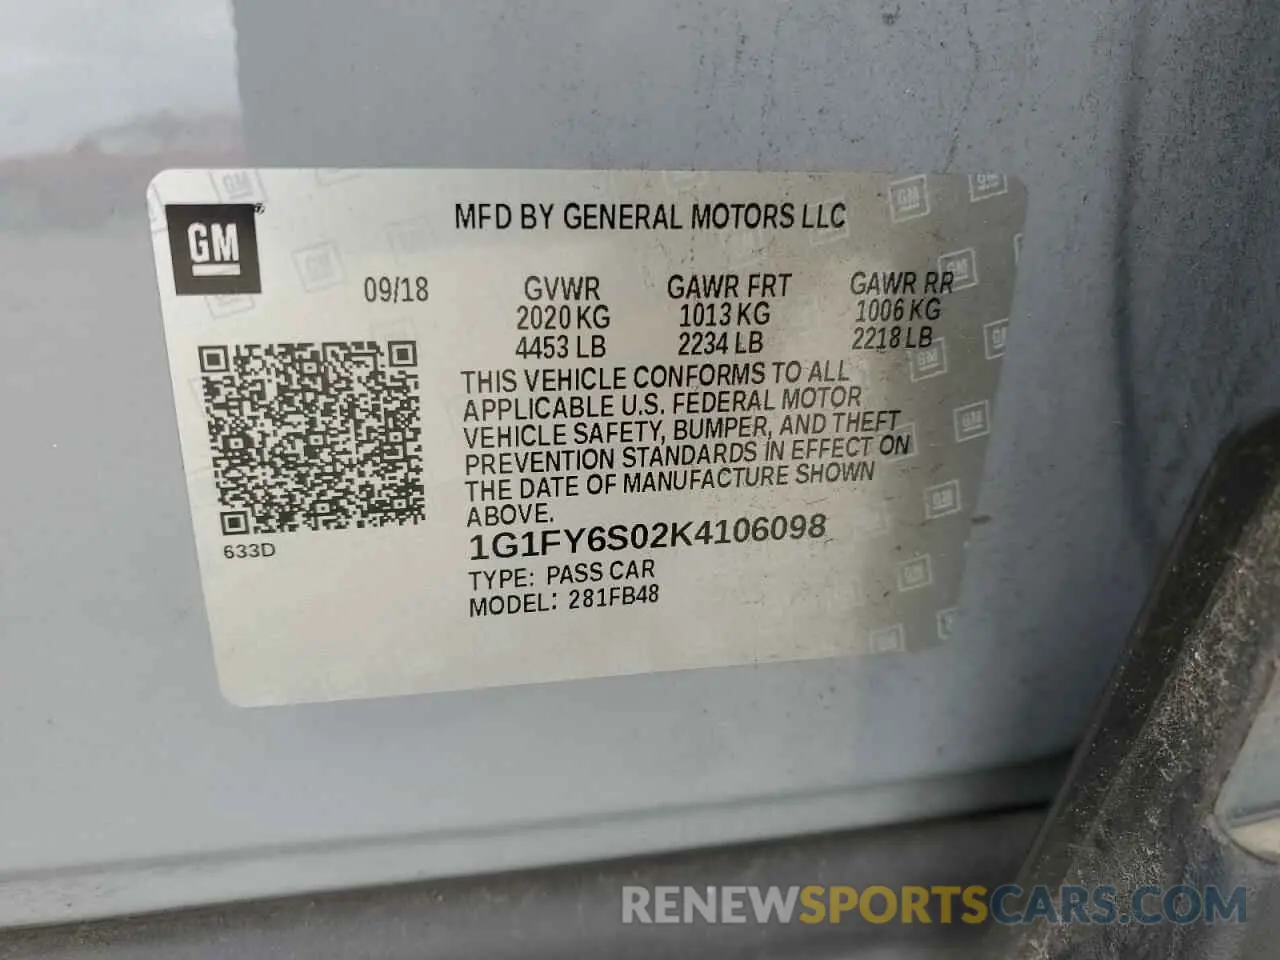 GM
MFD BY GENERAL MOTORS LLC
09/18
GVWR GAWR FRT GAWR RR
2020 KG 1013 KG 1006 KG
4453 LB 2234 LB 2218 LB
THIS VEHICLE CONFORMS TO ALL
APPLICABLE U.S. FEDERAL MOTOR
VEHICLE SAFETY, BUMPER, AND THEFT
PREVENTION STANDARDS IN EFFECT ON
THE DATE OF MANUFACTURE SHOWN
ABOVE.
633D
1G1FY6S02K4106098
TYPE: PASS CAR
MODEL: 281FB48
RENEWSPORTSCARS.COM